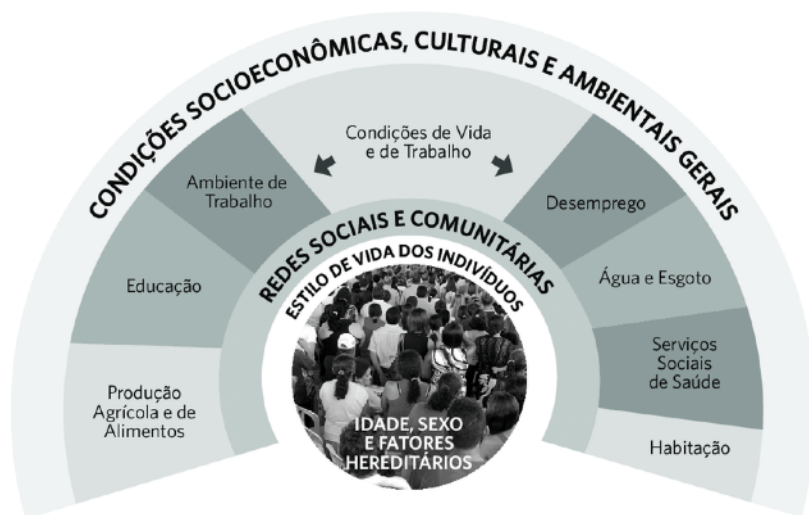 CONDIÇÕES SOCIOECONÔMICAS, CULTURAIS E AMBIENTAIS GERAIS
Condições de Vida
e de Trabalho
Ambiente de
Trabalho
Desemprego
Educação
Água e Esgoto
Produção
Agrícola e de
Alimentos
Serviços
Sociais
de Saúde
Habitação
REDES SOCIAIS E COMUNITÁRIAS
ESTILO DE VIDA DOS INDIVÍDUOS
IDADE, SEXO
E FATORES
HEREDITÁRIOS